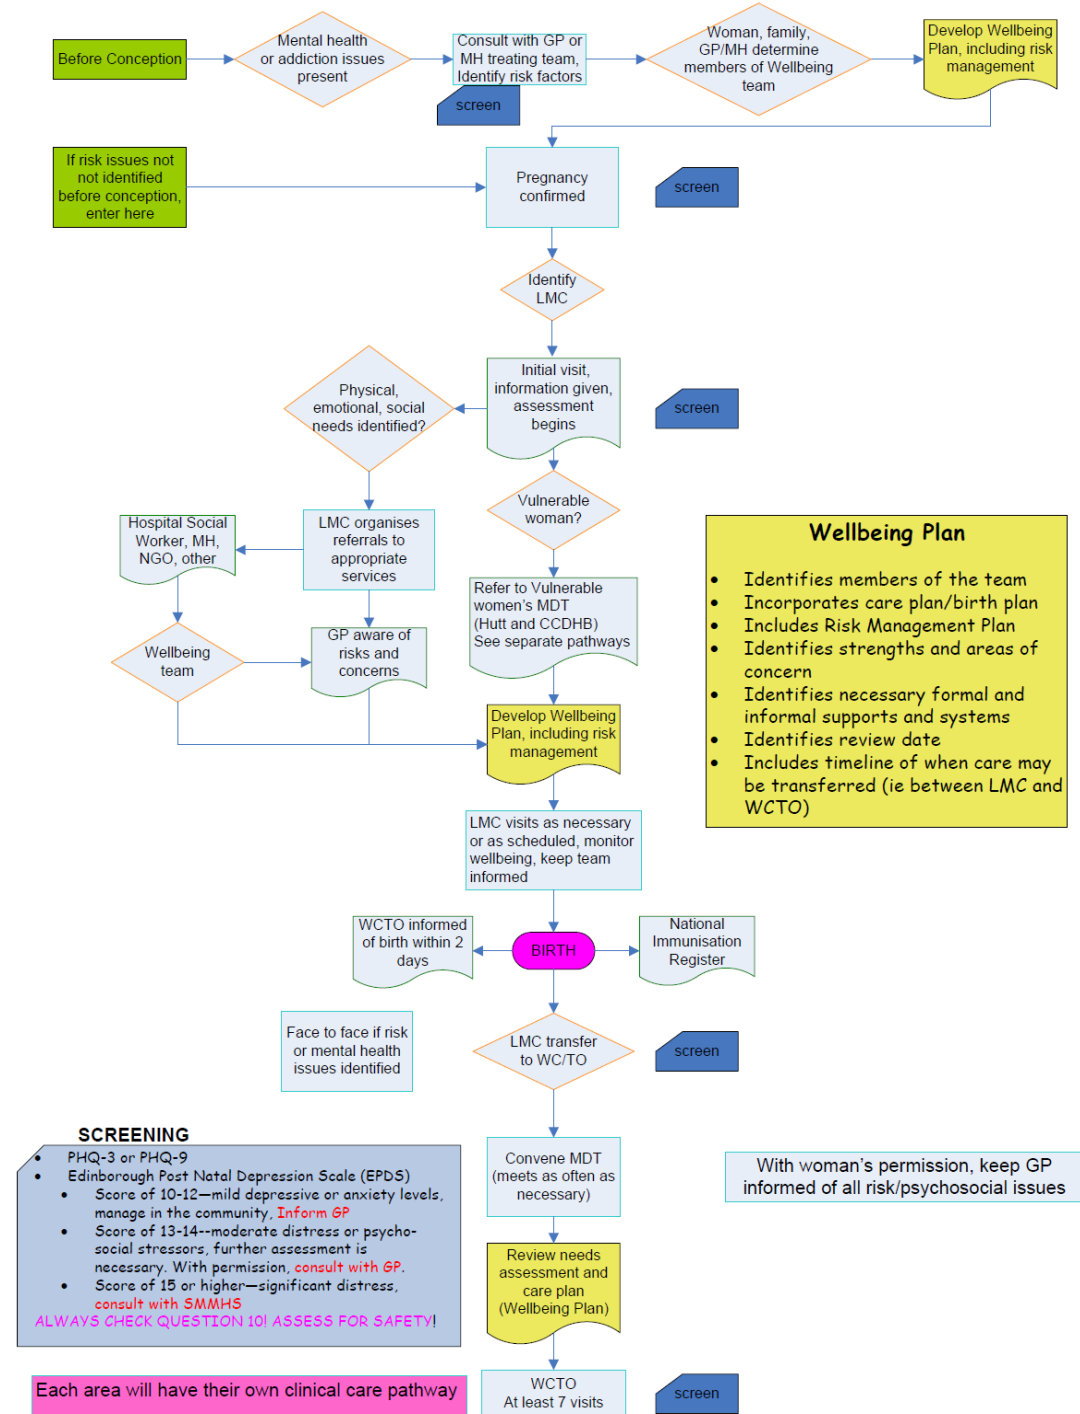 Before Conception
Mental health
or addiction issues
present
Consult with GP or
MH treating team,
Identify risk factors
screen
Woman, family,
GP/MH determine
members of Wellbeing
team
Develop Wellbeing
Plan, including risk
management
If risk issues not
not identified
before conception,
enter here
Pregnancy
confirmed
screen
Identify
LMC
Initial visit,
information given,
assessment
begins
screen
Physical,
emotional, social
needs identified?
Vulnerable
woman?
Hospital Social
Worker, MH,
NGO, other
LMC organises
referrals to
appropriate
services
Refer to Vulnerable
women's MDT
(Hutt and CCDHB)
See separate pathways
Wellbeing
team
GP aware of
risks and
concerns
Develop Wellbeing
Plan, including risk
management
Wellbeing Plan
• Identifies members of the team
• Incorporates care plan/birth plan
• Includes Risk Management Plan
• Identifies strengths and areas of
concern
• Identifies necessary formal and
informal supports and systems
• Identifies review date
• Includes timeline of when care may
be transferred (ie between LMC and
WCTO)
LMC visits as necessary
or as scheduled, monitor
wellbeing, keep team
informed
WCTO informed
of birth within 2
days
BIRTH
National
Immunisation
Register
Face to face if risk
or mental health
issues identified
LMC transfer
to WC/TO
screen
SCREENING
• PHQ-3 or PHQ-9
• Edinborough Post Natal Depression Scale (EPDS)
• Score of 10-12—mild depressive or anxiety levels,
manage in the community, Inform GP
• Score of 13-14--moderate distress or psycho-
social stressors, further assessment is
necessary. With permission, consult with GP.
• Score of 15 or higher—significant distress,
consult with SMMHS
ALWAYS CHECK QUESTION 10! ASSESS FOR SAFETY!
Convene MDT
(meets as often as
necessary)
With woman's permission, keep GP
informed of all risk/psychosocial issues
Review needs
assessment and
care plan
(Wellbeing Plan)
Each area will have their own clinical care pathway
WCTO
At least 7 visits
screen